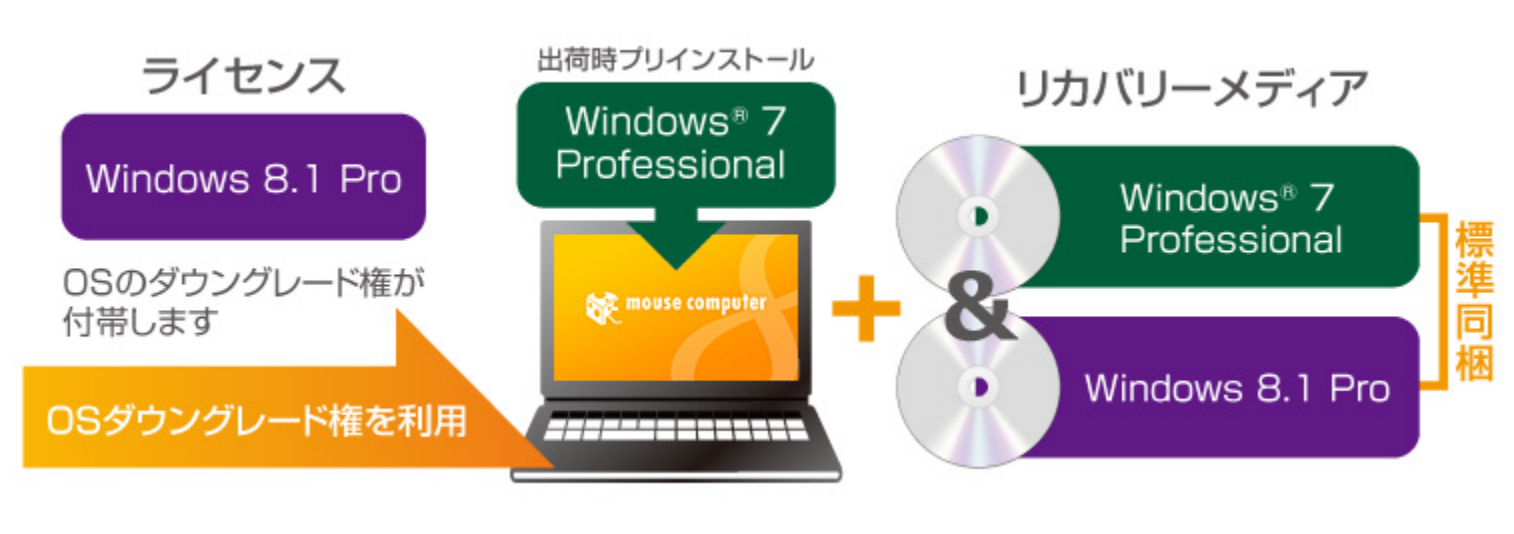 ライセンス
Windows 8.1 Pro
OSのダウングレード権が
付帯します
OSダウングレード権を利用
出荷時プリインストール
Windows® 7
Professional
mouse computer
+
リカバリーメディア
Windows® 7
Professional
&
Windows 8.1 Pro
標準同梱